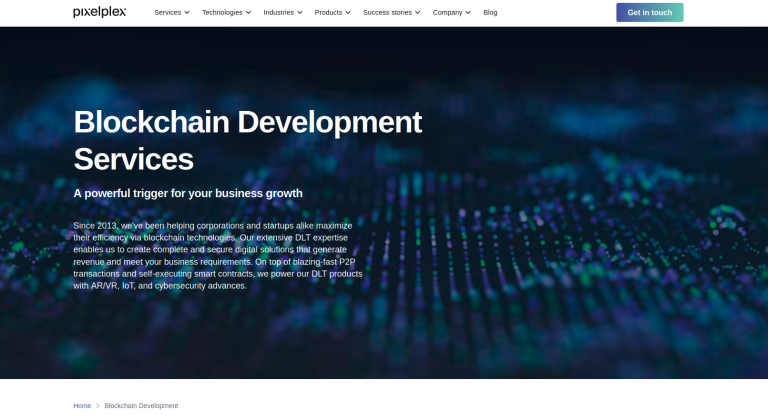 pixelplex Services Technologies Industries Products Success stories Company Blog Get in touch
Blockchain Development
Services
A powerful trigger for your business growth
Since 2013, we've been helping corporations and startups alike maximize
their efficiency via blockchain technologies. Our extensive DLT expertise
enables us to create complete and secure digital solutions that generate
revenue and meet your business requirements. On top of blazing-fast P2P
transactions and self-executing smart contracts, we power our DLT products
with AR/VR, IoT, and cybersecurity advances.
Home > Blockchain Development